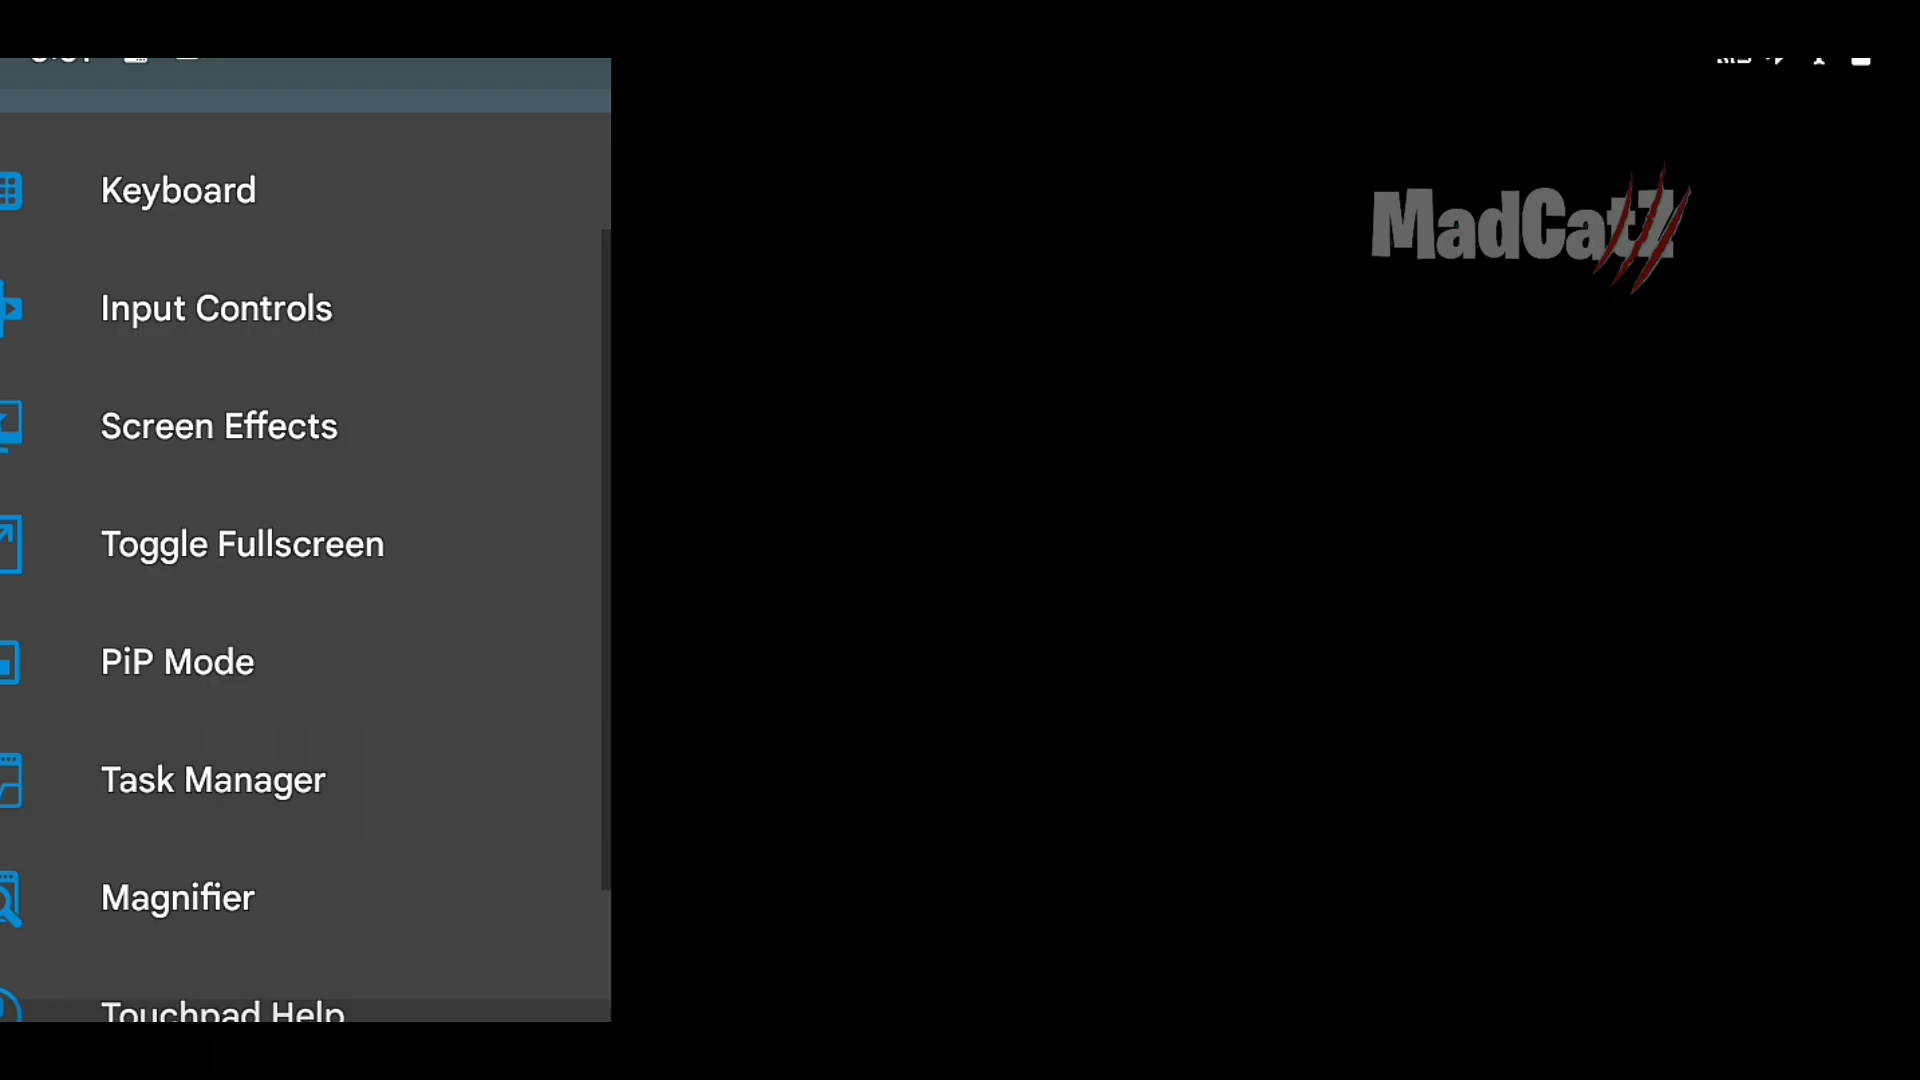 Keyboard
MadCatZ
Input Controls
Screen Effects
Toggle Fullscreen
PiP Mode
Task Manager
Magnifier
Touchpad Help